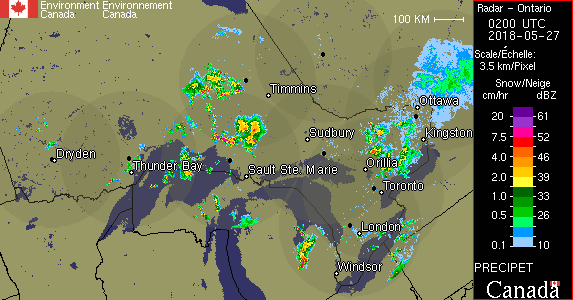 Environment Environnement
Canada Canada
100 KM
Timmins
Ottawa
Sudbury
Kingston
Dryden
Thunder Bay
Sault Ste. Marie
Orillia
Toronto
London
Windsor
Radar - Ontario
0200 UTC
2018-05-27
Scale/Échelle:
3.5 km/Pixel
Snow/Neige
cm/hr dBZ
20 61
7.5 52
4.0 46
2.0 39
1.0 33
0.5 26
0.1 10
PRECIPET
Canada